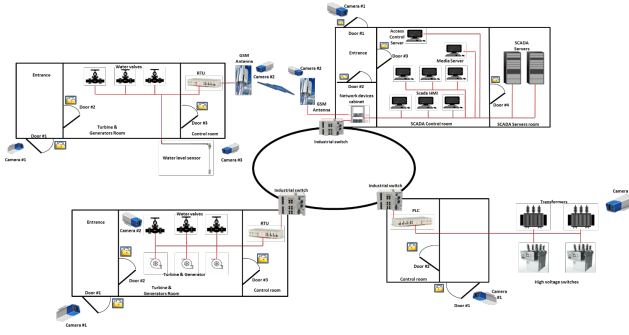 Camera #1
Door #1
Entrance
Access
Control
Server
Door #3
Media Server
SCADA
Servers
Door #2
Network devices
cabinet
Scada HMI
Door #4
SCADA Control room
SCADA Servers room
GSM
Antenna
Camera #2
Camera #2
GSM
Antenna
Entrance
Water valves
RTU
Door #2
Turbine &
Generators Room
Door #3
Control room
Door #1
Camera #1
Water level sensor
Camera #3
Industrial switch
Industrial switch
Industrial switch
Entrance
Camera #2
Water valves
RTU
Turbine & Generator
Door #2
Turbine &
Generators Room
Door #3
Control room
Door #1
Camera #1
PLC
Door #2
Control room
Door #1
Camera
#1
Transformers
High voltage switches
Camera #2